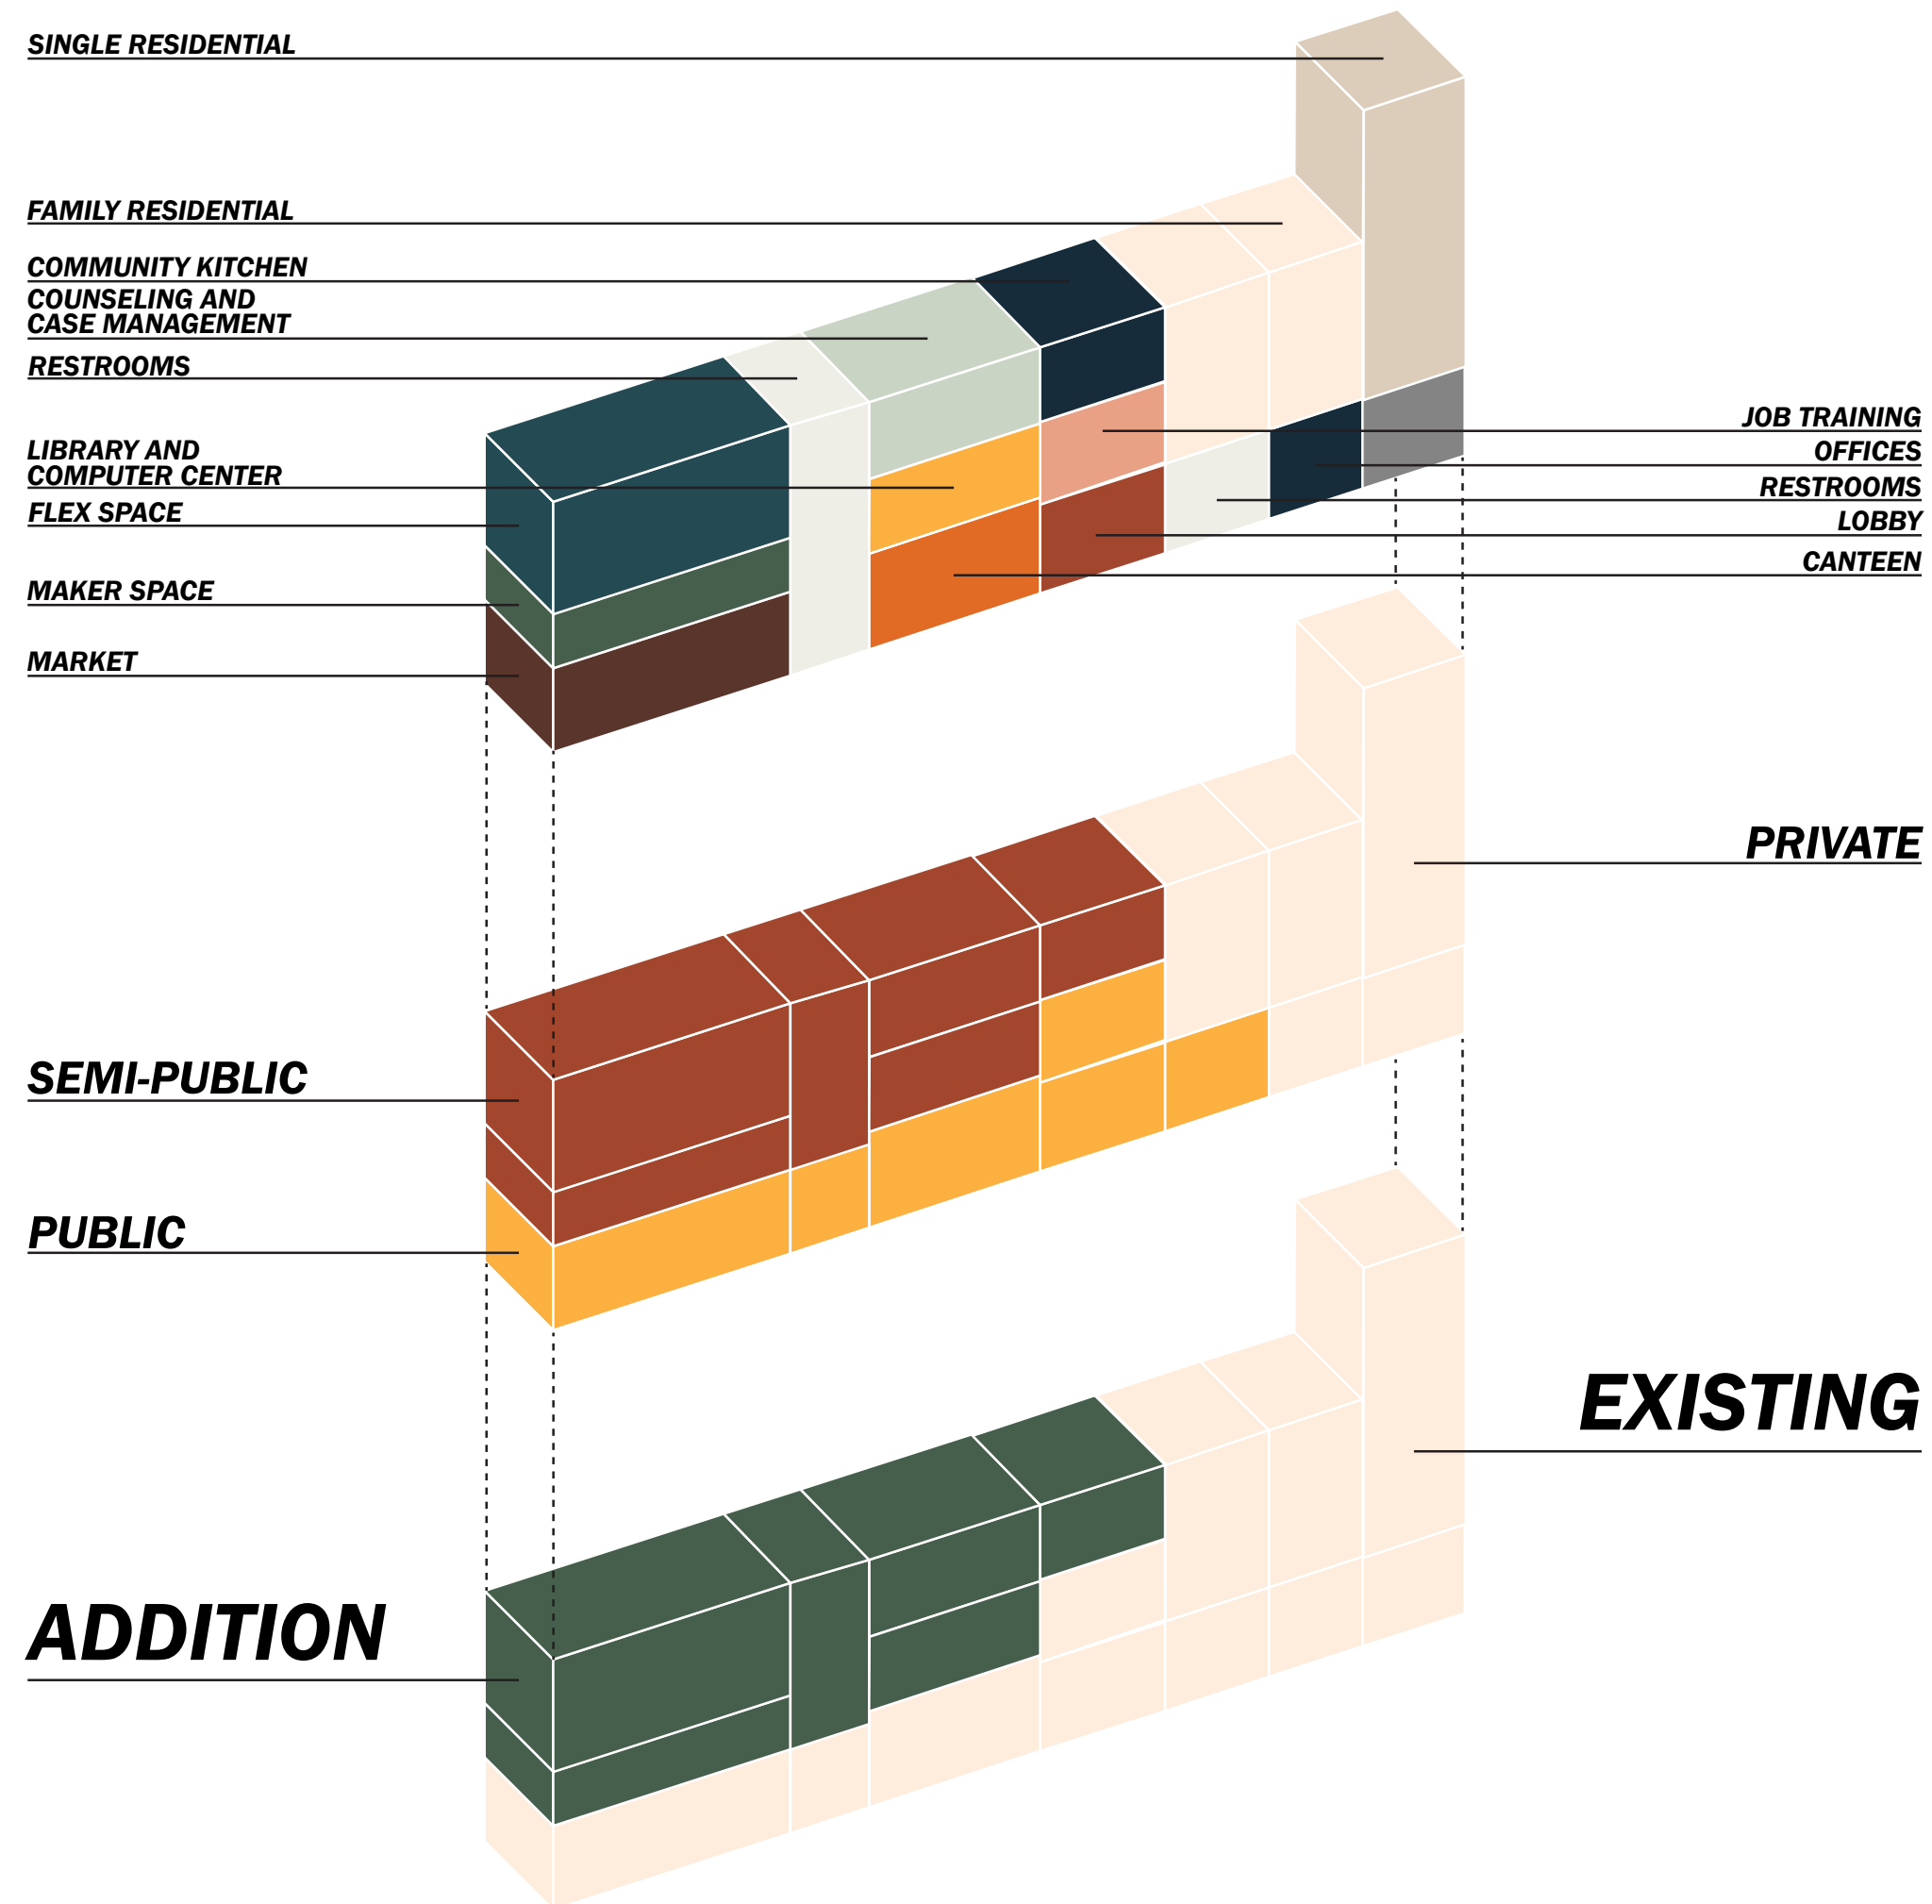 SINGLE RESIDENTIAL
FAMILY RESIDENTIAL
COMMUNITY KITCHEN
COUNSELING AND
CASE MANAGEMENT
RESTROOMS
LIBRARY AND
COMPUTER CENTER
FLEX SPACE
MAKER SPACE
MARKET
JOB TRAINING
OFFICES
RESTROOMS
LOBBY
CANTEEN
PRIVATE
SEMI-PUBLIC
PUBLIC
EXISTING
ADDITION